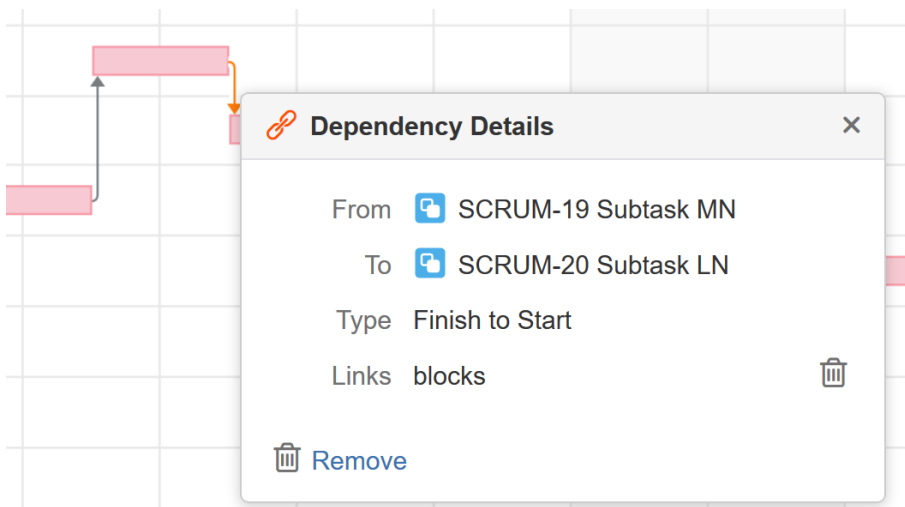 Dependency Details
From SCRUM-19 Subtask MN
To SCRUM-20 Subtask LN
Type Finish to Start
Links blocks
Remove